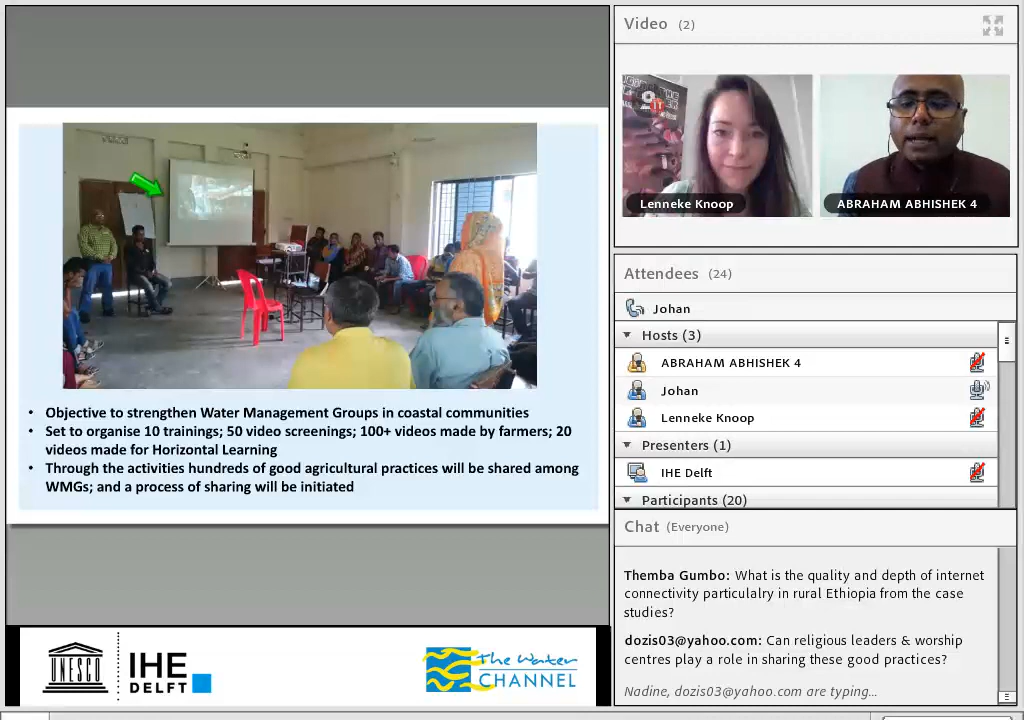 • Objective to strengthen Water Management Groups in coastal communities
• Set to organise 10 trainings; 50 video screenings; 100+ videos made by farmers; 20
videos made for Horizontal Learning
• Through the activities hundreds of good agricultural practices will be shared among
WMGs; and a process of sharing will be initiated
UNESCO
IHE
DELFT
The Water
CHANNEL
Video (2)
Lenneke Knoop
ABRAHAM ABHISHEK 4
Attendees (24)
Johan
Hosts (3)
ABRAHAM ABHISHEK 4
Johan
Lenneke Knoop
Presenters (1)
IHE Delft
Participants (20)
Chat (Everyone)
Themba Gumbo: What is the quality and depth of internet
connectivity particulalry in rural Ethiopia from the case
studies?
dozis03@yahoo.com: Can religious leaders & worship
centres play a role in sharing these good practices?
Nadine, dozis03@yahoo.com are typing...